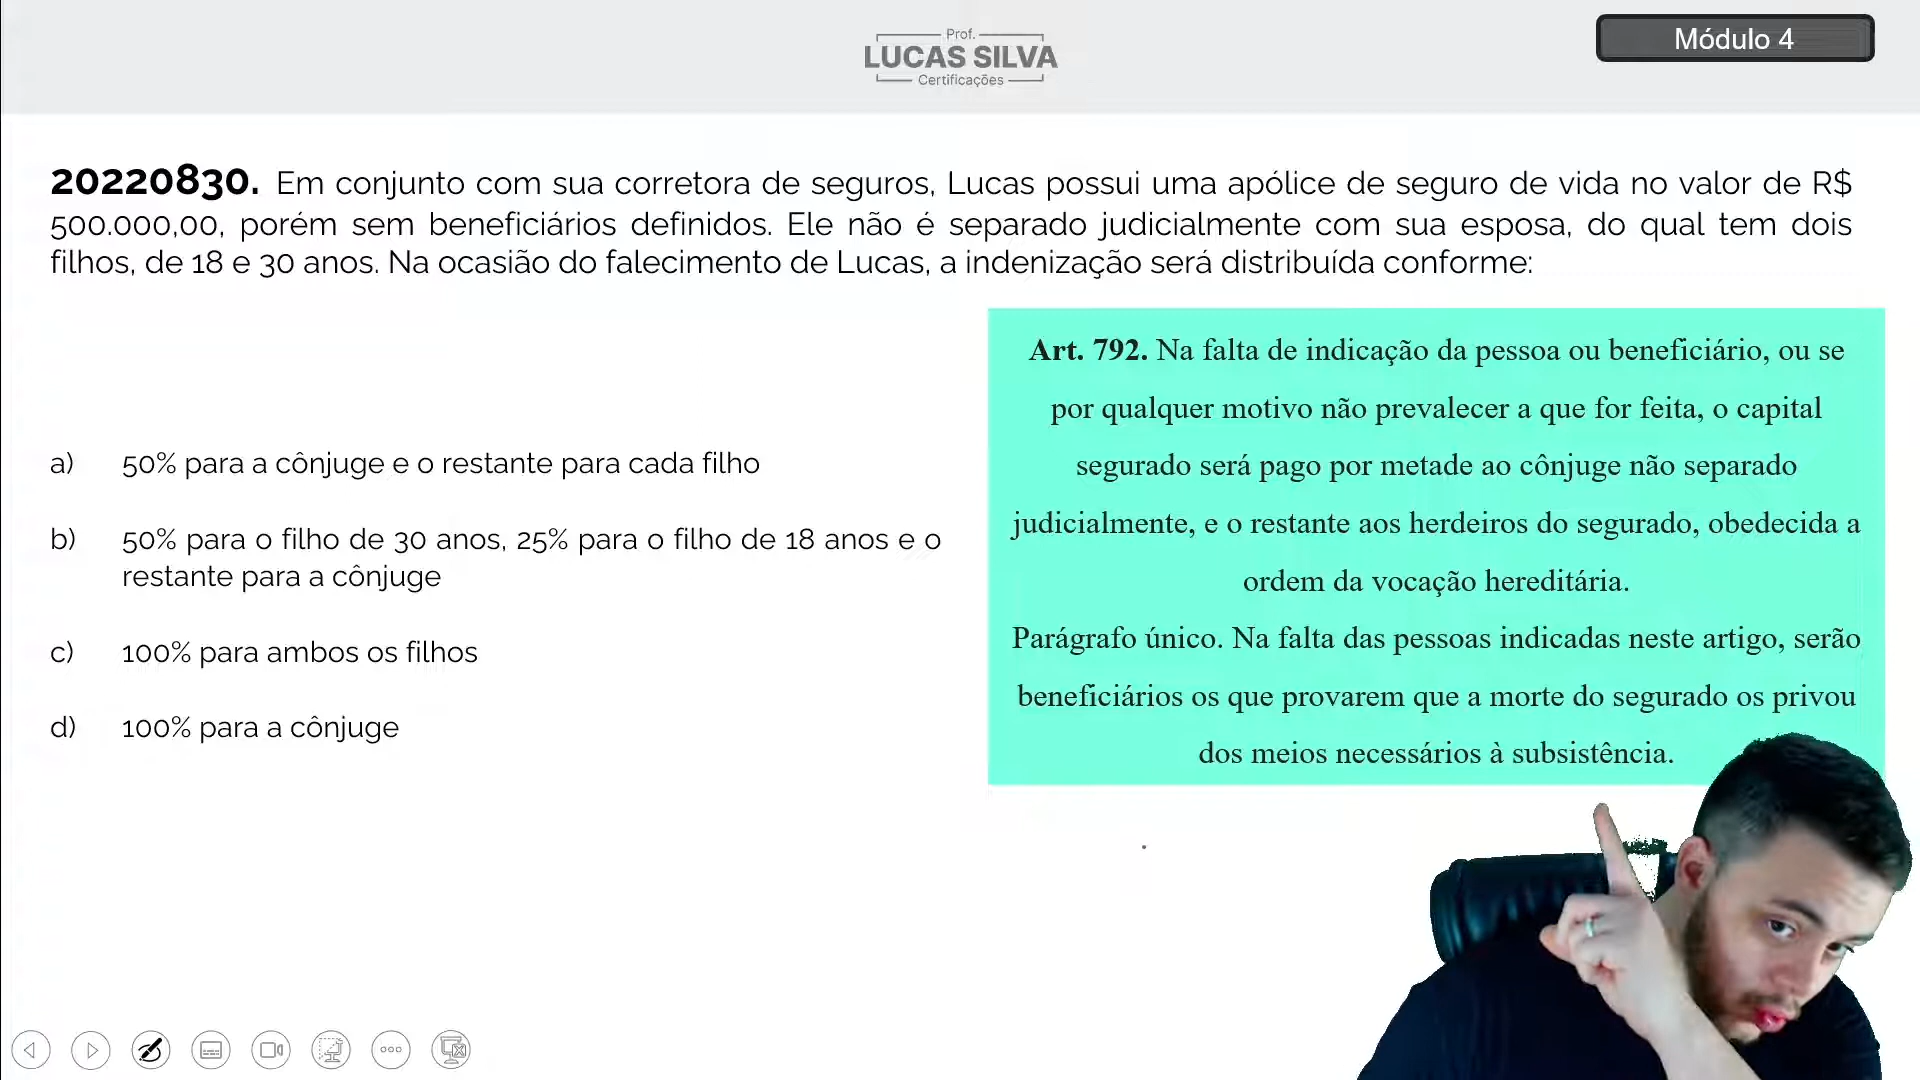 Prof.
LUCAS SILVA
Certificações
Módulo 4
20220830. Em conjunto com sua corretora de seguros, Lucas possui uma apólice de seguro de vida no valor de R$
500.000,00, porém sem beneficiários definidos. Ele não é separado judicialmente com sua esposa, do qual tem dois
filhos, de 18 e 30 anos. Na ocasião do falecimento de Lucas, a indenização será distribuída conforme:
a) 50% para a cônjuge e o restante para cada filho
b) 50% para o filho de 30 anos, 25% para o filho de 18 anos e o
restante para a cônjuge
c) 100% para ambos os filhos
d) 100% para a cônjuge
Art. 792. Na falta de indicação da pessoa ou beneficiário, ou se
por qualquer motivo não prevalecer a que for feita, o capital
segurado será pago por metade ao cônjuge não separado
judicialmente, e o restante aos herdeiros do segurado, obedecida a
ordem da vocação hereditária.
Parágrafo único. Na falta das pessoas indicadas neste artigo, serão
beneficiários os que provarem que a morte do segurado os privou
dos meios necessários à subsistência.